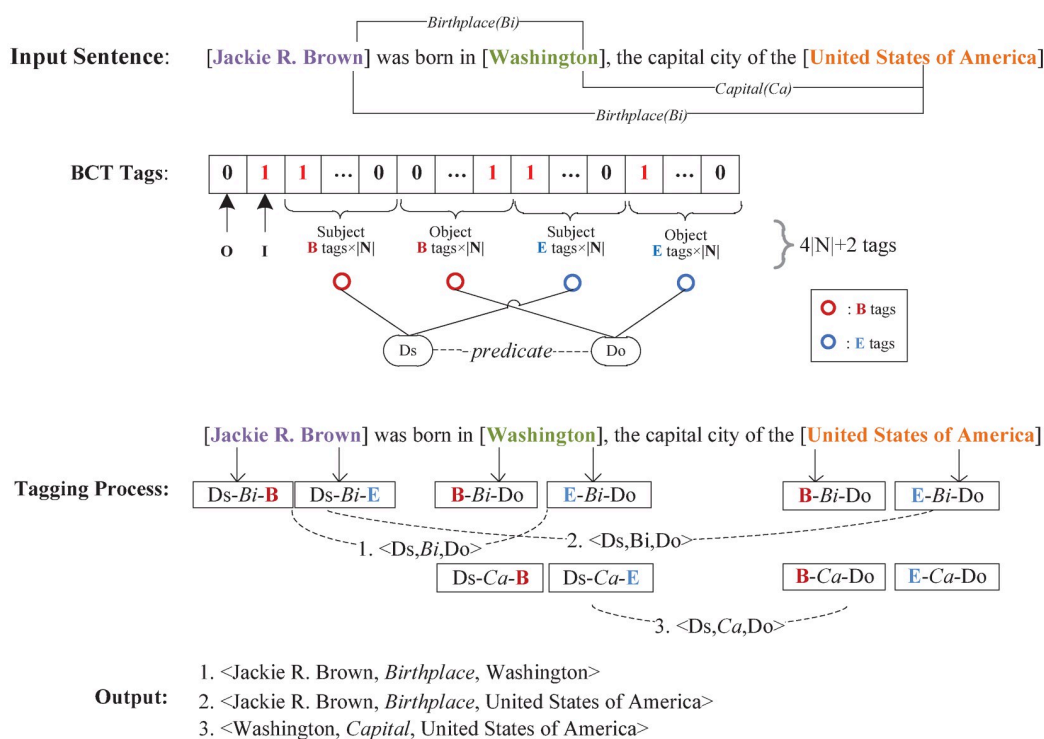 Birthplace(Bi)
Input Sentence: [Jackie R. Brown] was born in [Washington], the capital city of the [United States of America]
Capital(Ca)
Birthplace(Bi)
BCT Tags: 0 1 1 ... 0 0 ... 1 1 ... 0 1 ... 0
O I
Subject B tags×|N|
Object B tags×|N|
Subject E tags×|N|
Object E tags×|N|
4|N|+2 tags
: B tags
: E tags
Ds predicate Do
[Jackie R. Brown] was born in [Washington], the capital city of the [United States of America]
Tagging Process: Ds-Bi-B Ds-Bi-E B-Bi-Do E-Bi-Do B-Bi-Do E-Bi-Do
1. <Ds,Bi,Do> 2. <Ds,Bi,Do>
Ds-Ca-B Ds-Ca-E B-Ca-Do E-Ca-Do
3. <Ds,Ca,Do>
Output:
1. <Jackie R. Brown, Birthplace, Washington>
2. <Jackie R. Brown, Birthplace, United States of America>
3. <Washington, Capital, United States of America>